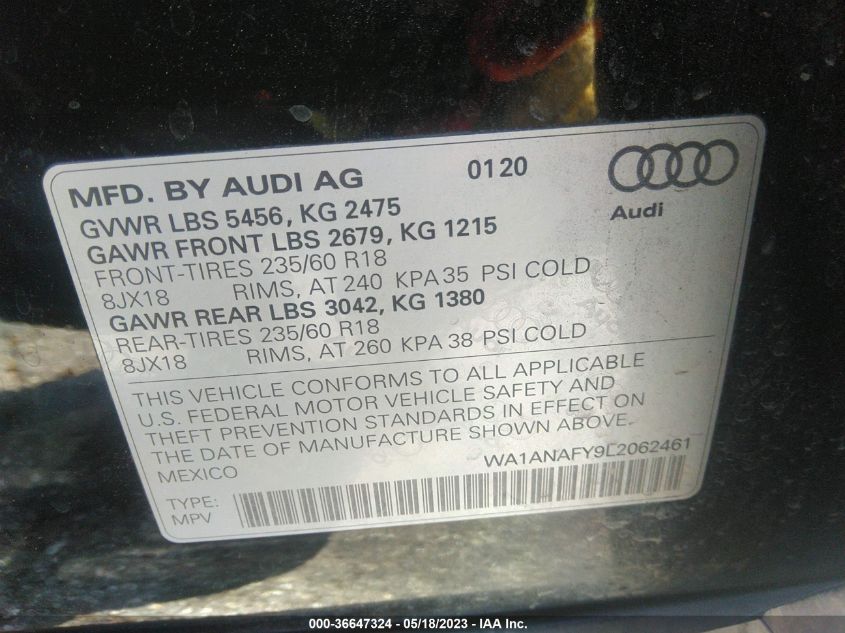 MFD. BY AUDI AG 0120
Audi
GVWR LBS 5456, KG 2475
GAWR FRONT LBS 2679, KG 1215
FRONT-TIRES 235/60 R18
8JX18 RIMS, AT 240 KPA 35 PSI COLD
GAWR REAR LBS 3042, KG 1380
REAR-TIRES 235/60 R18
8JX18 RIMS, AT 260 KPA 38 PSI COLD
THIS VEHICLE CONFORMS TO ALL APPLICABLE
U.S. FEDERAL MOTOR VEHICLE SAFETY AND
THEFT PREVENTION STANDARDS IN EFFECT ON
THE DATE OF MANUFACTURE SHOWN ABOVE.
MEXICO
TYPE:
MPV
000-36647324 - 05/18/2023 - IAA Inc.